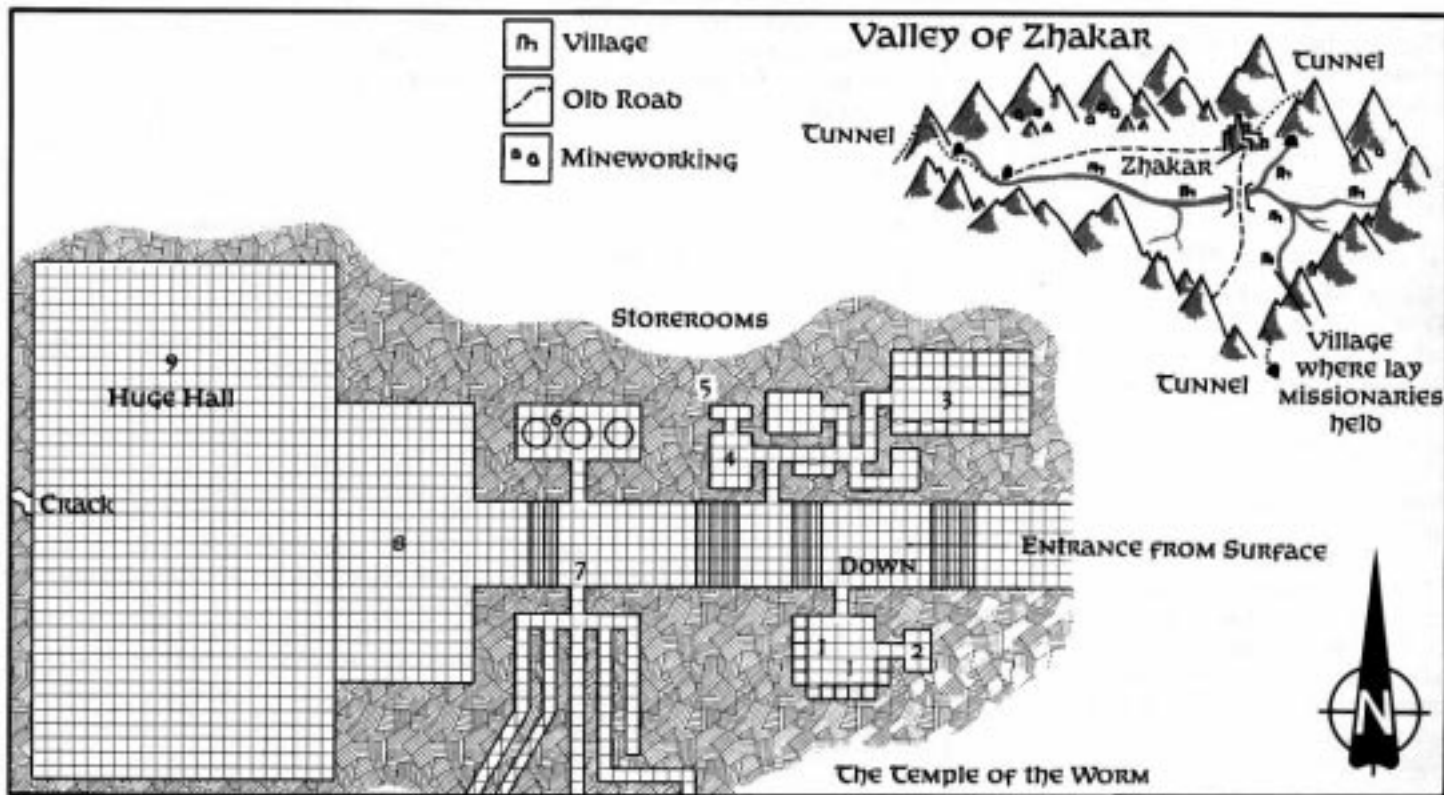 Village
Old Road
Mineworking
Valley of Zhakar
Tunnel
Tunnel
Zhakar
Tunnel
Village
where lay
missionaries
held
Storerooms
9
Huge Hall
5
6
3
4
Crack
8
7
Down
Entrance from Surface
1
1
2
N
The Temple of the Worm